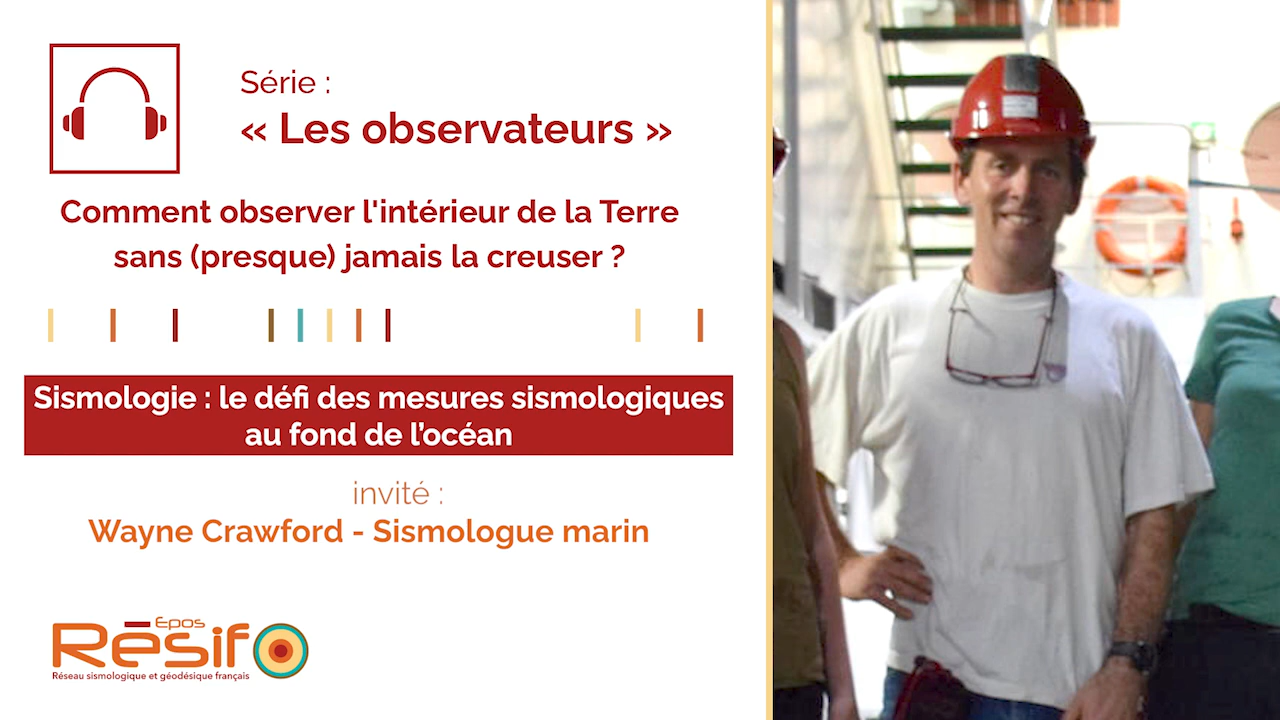 Série :
« Les observateurs »
Comment observer l'intérieur de la Terre
sans (presque) jamais la creuser ?
Sismologie : le défi des mesures sismologiques
au fond de l’océan
invité :
Wayne Crawford - Sismologue marin
Epos
Résif
Réseau sismologique et géodésique français